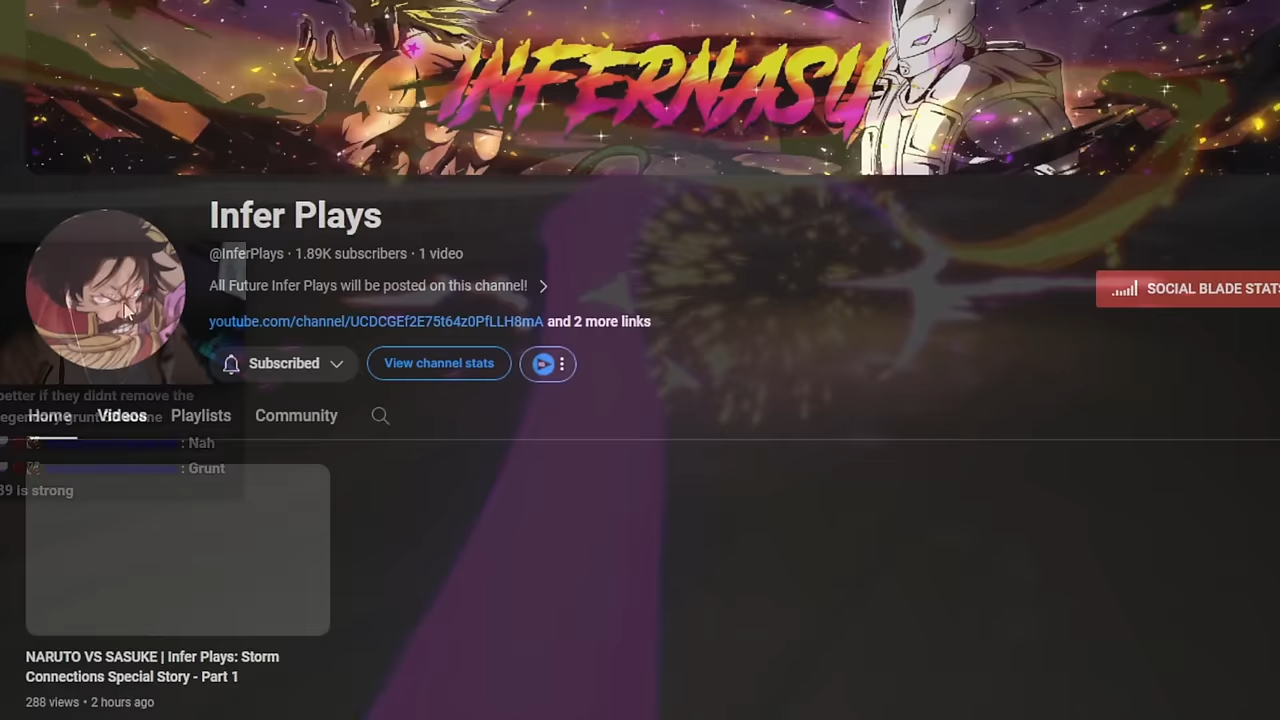 INFERNASU
Infer Plays
@InferPlays · 1.89K subscribers · 1 video
All Future Infer Plays will be posted on this channel!
SOCIAL BLADE STATS
youtube.com/channel/UCDCGEf2E75t64z0PfLLH8mA and 2 more links
Subscribed
View channel stats
better if they didnt remove the
legendary grunt
Home Videos Playlists Community
: Nah
: Grunt
39 is strong
NARUTO VS SASUKE | Infer Plays: Storm
Connections Special Story - Part 1
288 views • 2 hours ago